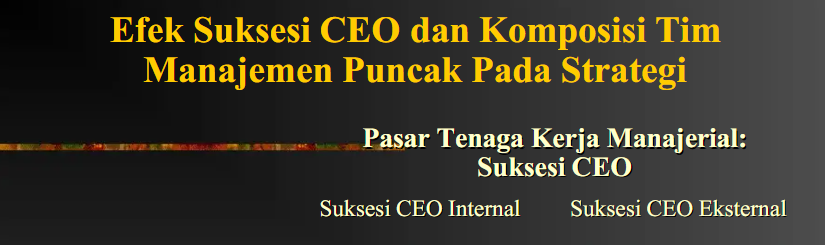 Efek Suksesi CEO dan Komposisi Tim
Manajemen Puncak Pada Strategi
Pasar Tenaga Kerja Manajerial:
Suksesi CEO
Suksesi CEO Internal Suksesi CEO Eksternal